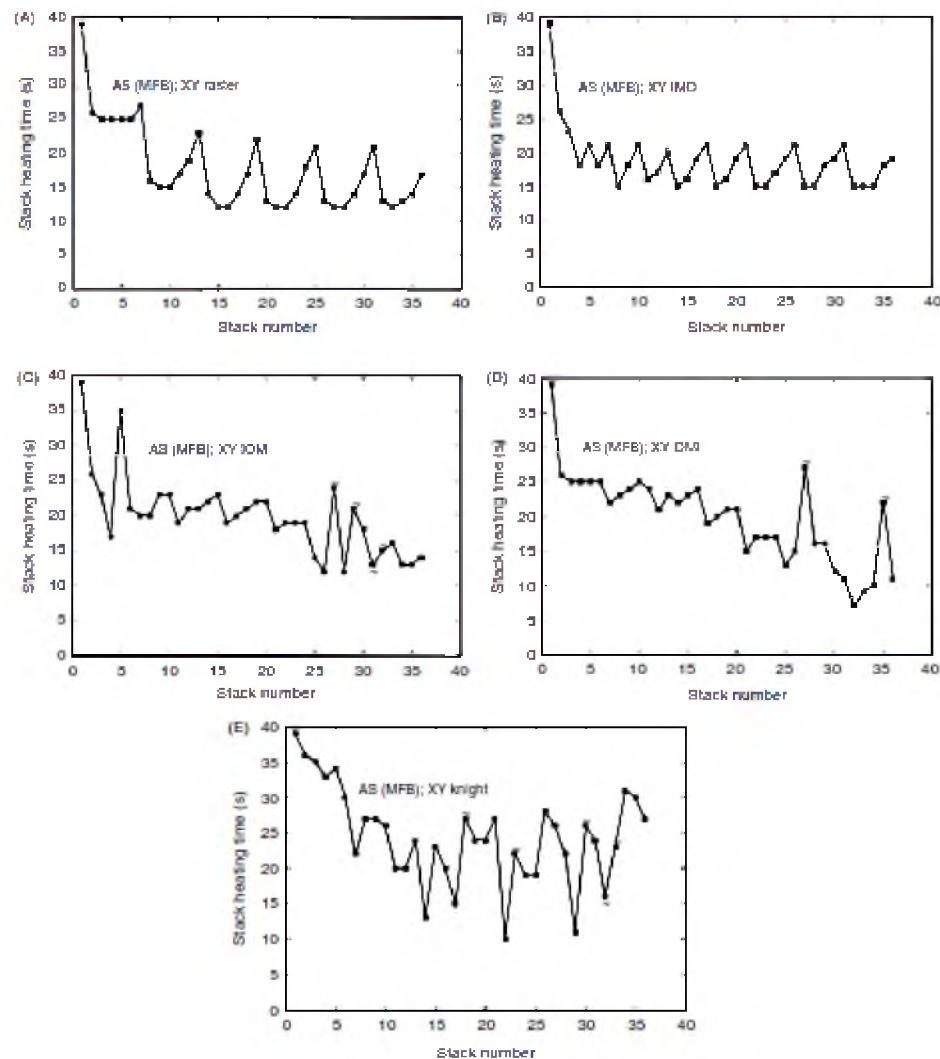 (A)
40
35
30
25
20
15
10
5
0
Stack heating time (s)
AS (MFB); XY raster
0 5 10 15 20 25 30 35 40
Stack number
(B)
40
35
30
25
20
15
10
5
0
Stack heating time (s)
AS (MFB); XY IMO
0 5 10 15 20 25 30 35 40
Stack number
(C)
40
35
30
25
20
15
10
5
0
Stack heating time (s)
AS (MFB); XY IOM
0 5 10 15 20 25 30 35 40
Stack number
(D)
40
35
30
25
20
15
10
5
0
Stack heating time (s)
AS (MFB); XY OMI
0 5 10 15 20 25 30 35 40
Stack number
(E)
40
35
30
25
20
15
10
5
0
Stack heating time (s)
AS (MFB); XY knight
0 5 10 15 20 25 30 35 40
Stack number